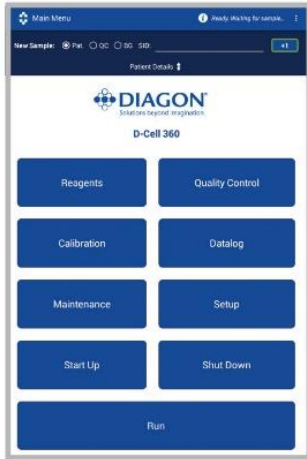 Main Menu
Ready. Waiting for sample.
New Sample: Pat. QC BG SID: +1
Patient Details
DIAGON
Solutions beyond imagination.
D-Cell 360
Reagents
Quality Control
Calibration
Datalog
Maintenance
Setup
Start Up
Shut Down
Run